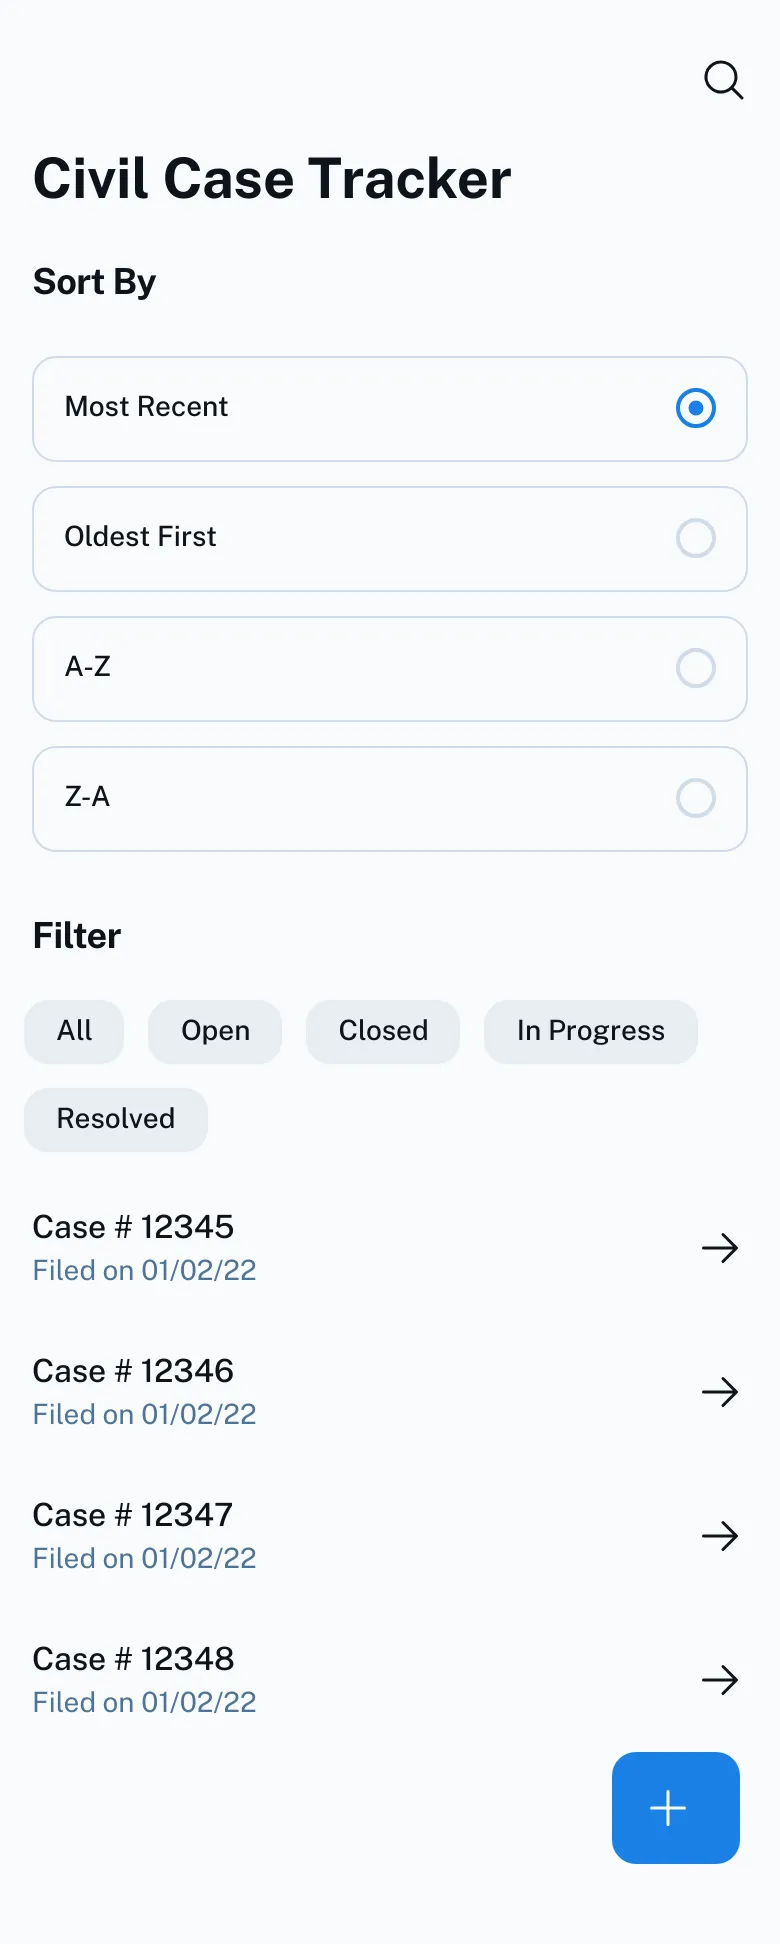 Civil Case Tracker
Sort By
Most Recent
Oldest First
A-Z
Z-A
Filter
All Open Closed In Progress
Resolved
Case # 12345
Filed on 01/02/22
Case # 12346
Filed on 01/02/22
Case # 12347
Filed on 01/02/22
Case # 12348
Filed on 01/02/22